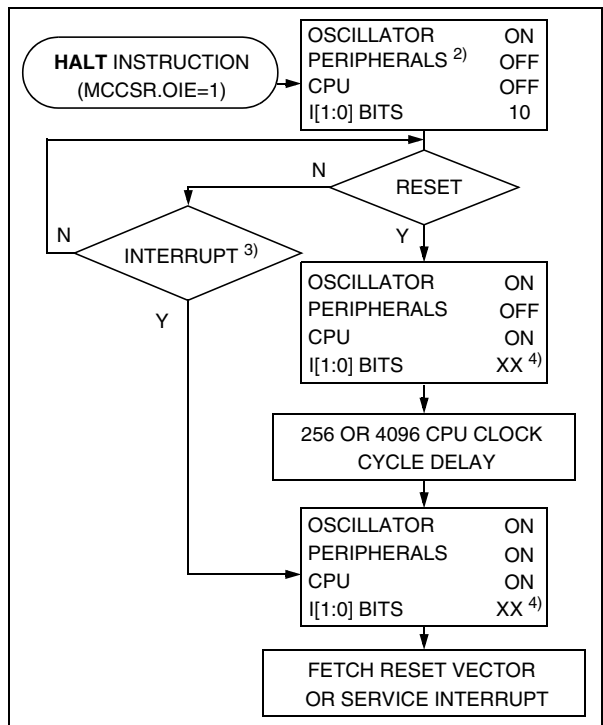 HALT INSTRUCTION
(MCCSR.OIE=1)
OSCILLATOR ON
PERIPHERALS 2) OFF
CPU OFF
I[1:0] BITS 10
N
RESET
N
INTERRUPT 3)
Y
Y
OSCILLATOR ON
PERIPHERALS OFF
CPU ON
I[1:0] BITS XX 4)
256 OR 4096 CPU CLOCK
CYCLE DELAY
OSCILLATOR ON
PERIPHERALS ON
CPU ON
I[1:0] BITS XX 4)
FETCH RESET VECTOR
OR SERVICE INTERRUPT